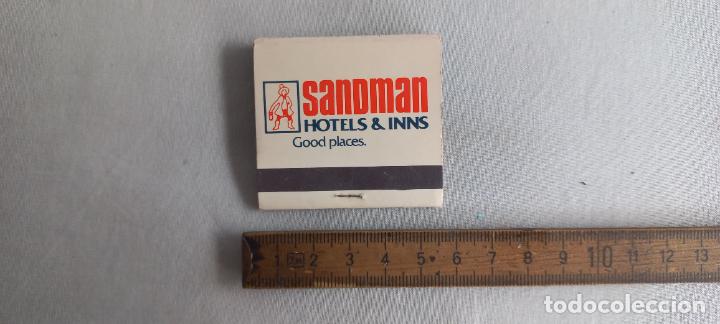 SANDMAN
HOTELS & INNS
Good places.
1 2 3 4 5 6 7 8 9 10 11 12 13
todocoleccion